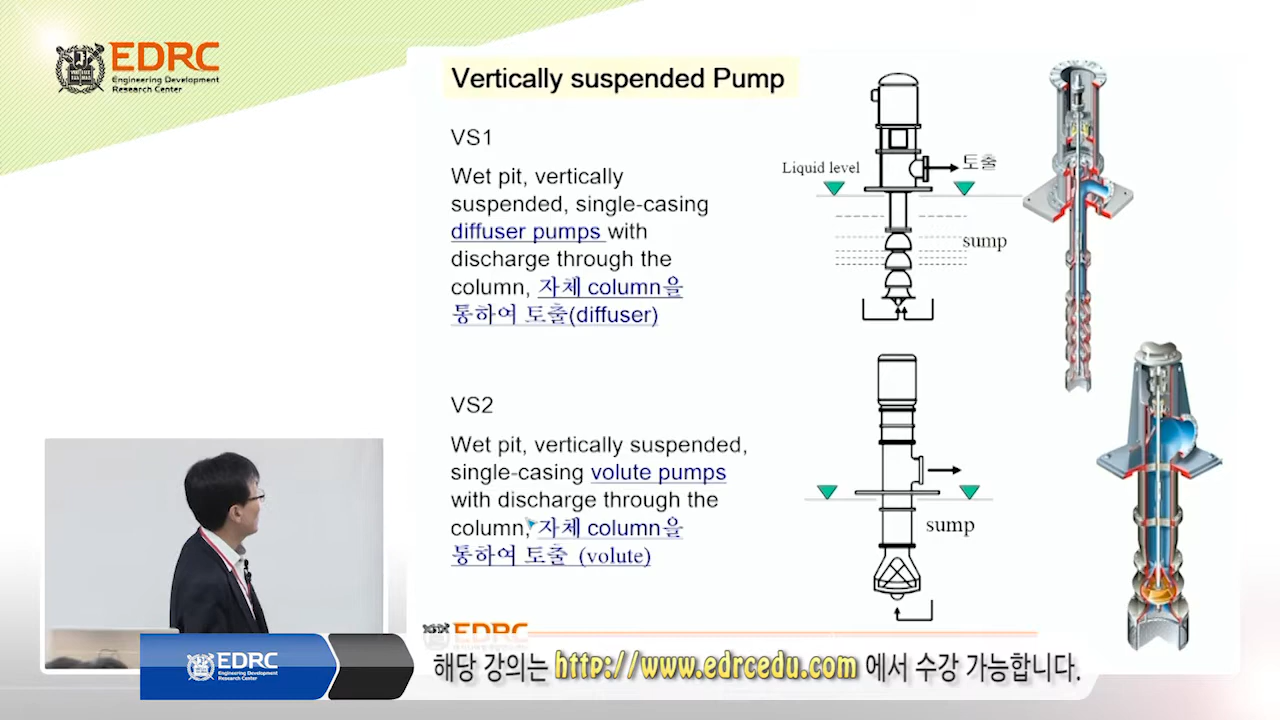 EDRC
Engineering Development
Research Center
Vertically suspended Pump
VS1
Wet pit, vertically
suspended, single-casing
diffuser pumps with
discharge through the
column, 자체 column을
통하여 토출(diffuser)
Liquid level
토출
sump
VS2
Wet pit, vertically suspended,
single-casing volute pumps
with discharge through the
column, 자체 column을
통하여 토출 (volute)
sump
EDRC
EDRC
Engineering Development
Research Center
해당 강의는 http://www.edrcedu.com 에서 수강 가능합니다.